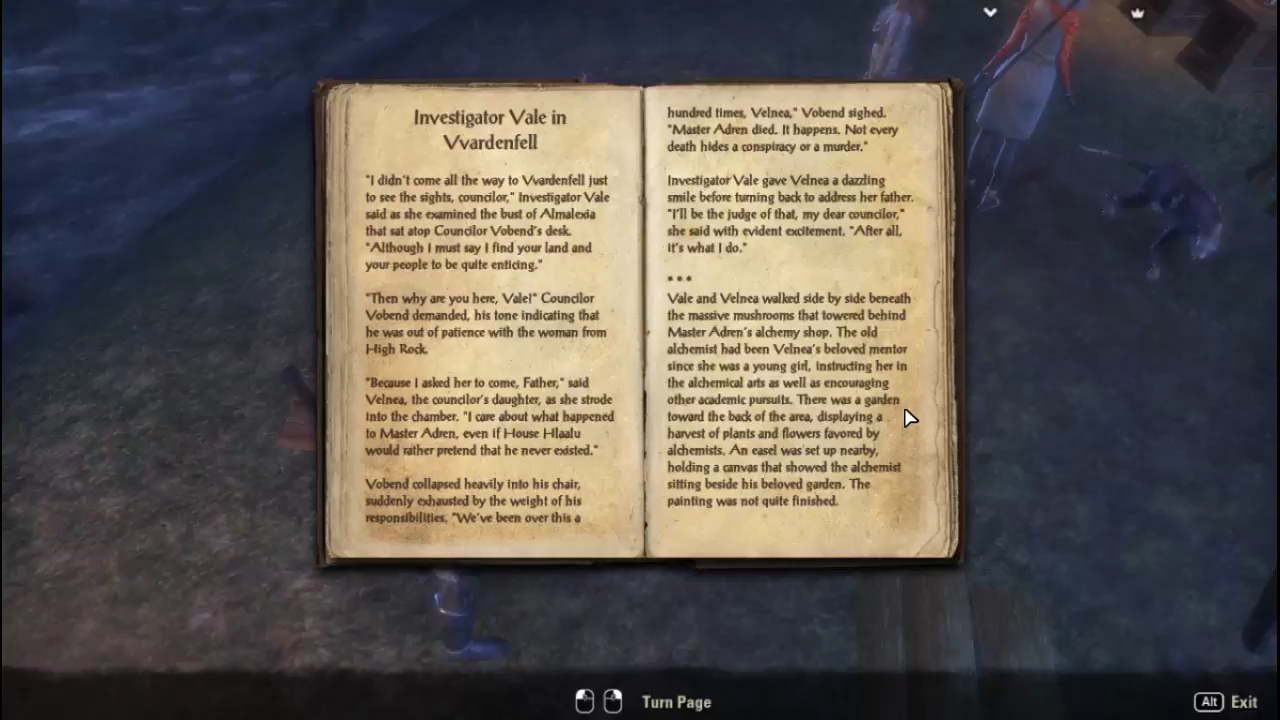 Investigator Vale in
Vvardenfell
"I didn't come all the way to Vvardenfell just
to see the sights, councilor," Investigator Vale
said as she examined the bust of Almalexia
that sat atop Councilor Vobend's desk.
"Although I must say I find your land and
your people to be quite enticing."
"Then why are you here, Vale?" Councilor
Vobend demanded, his tone indicating that
he was out of patience with the woman from
High Rock.
"Because I asked her to come, Father," said
Velnea, the councilor's daughter, as she strode
into the chamber. "I care about what happened
to Master Adren, even if House Hlaalu
would rather pretend that he never existed."
Vobend collapsed heavily into his chair,
suddenly exhausted by the weight of his
responsibilities. "We've been over this a
hundred times, Velnea," Vobend sighed.
"Master Adren died. It happens. Not every
death hides a conspiracy or a murder."
Investigator Vale gave Velnea a dazzling
smile before turning back to address her father.
"I'll be the judge of that, my dear councilor,"
she said with evident excitement. "After all,
it's what I do."
* * *
Vale and Velnea walked side by side beneath
the massive mushrooms that towered behind
Master Adren's alchemy shop. The old
alchemist had been Velnea's beloved mentor
since she was a young girl, instructing her in
the alchemical arts as well as encouraging
other academic pursuits. There was a garden
toward the back of the area, displaying a
harvest of plants and flowers favored by
alchemists. An easel was set up nearby,
holding a canvas that showed the alchemist
sitting beside his beloved garden. The
painting was not quite finished.
Turn Page
Alt Exit